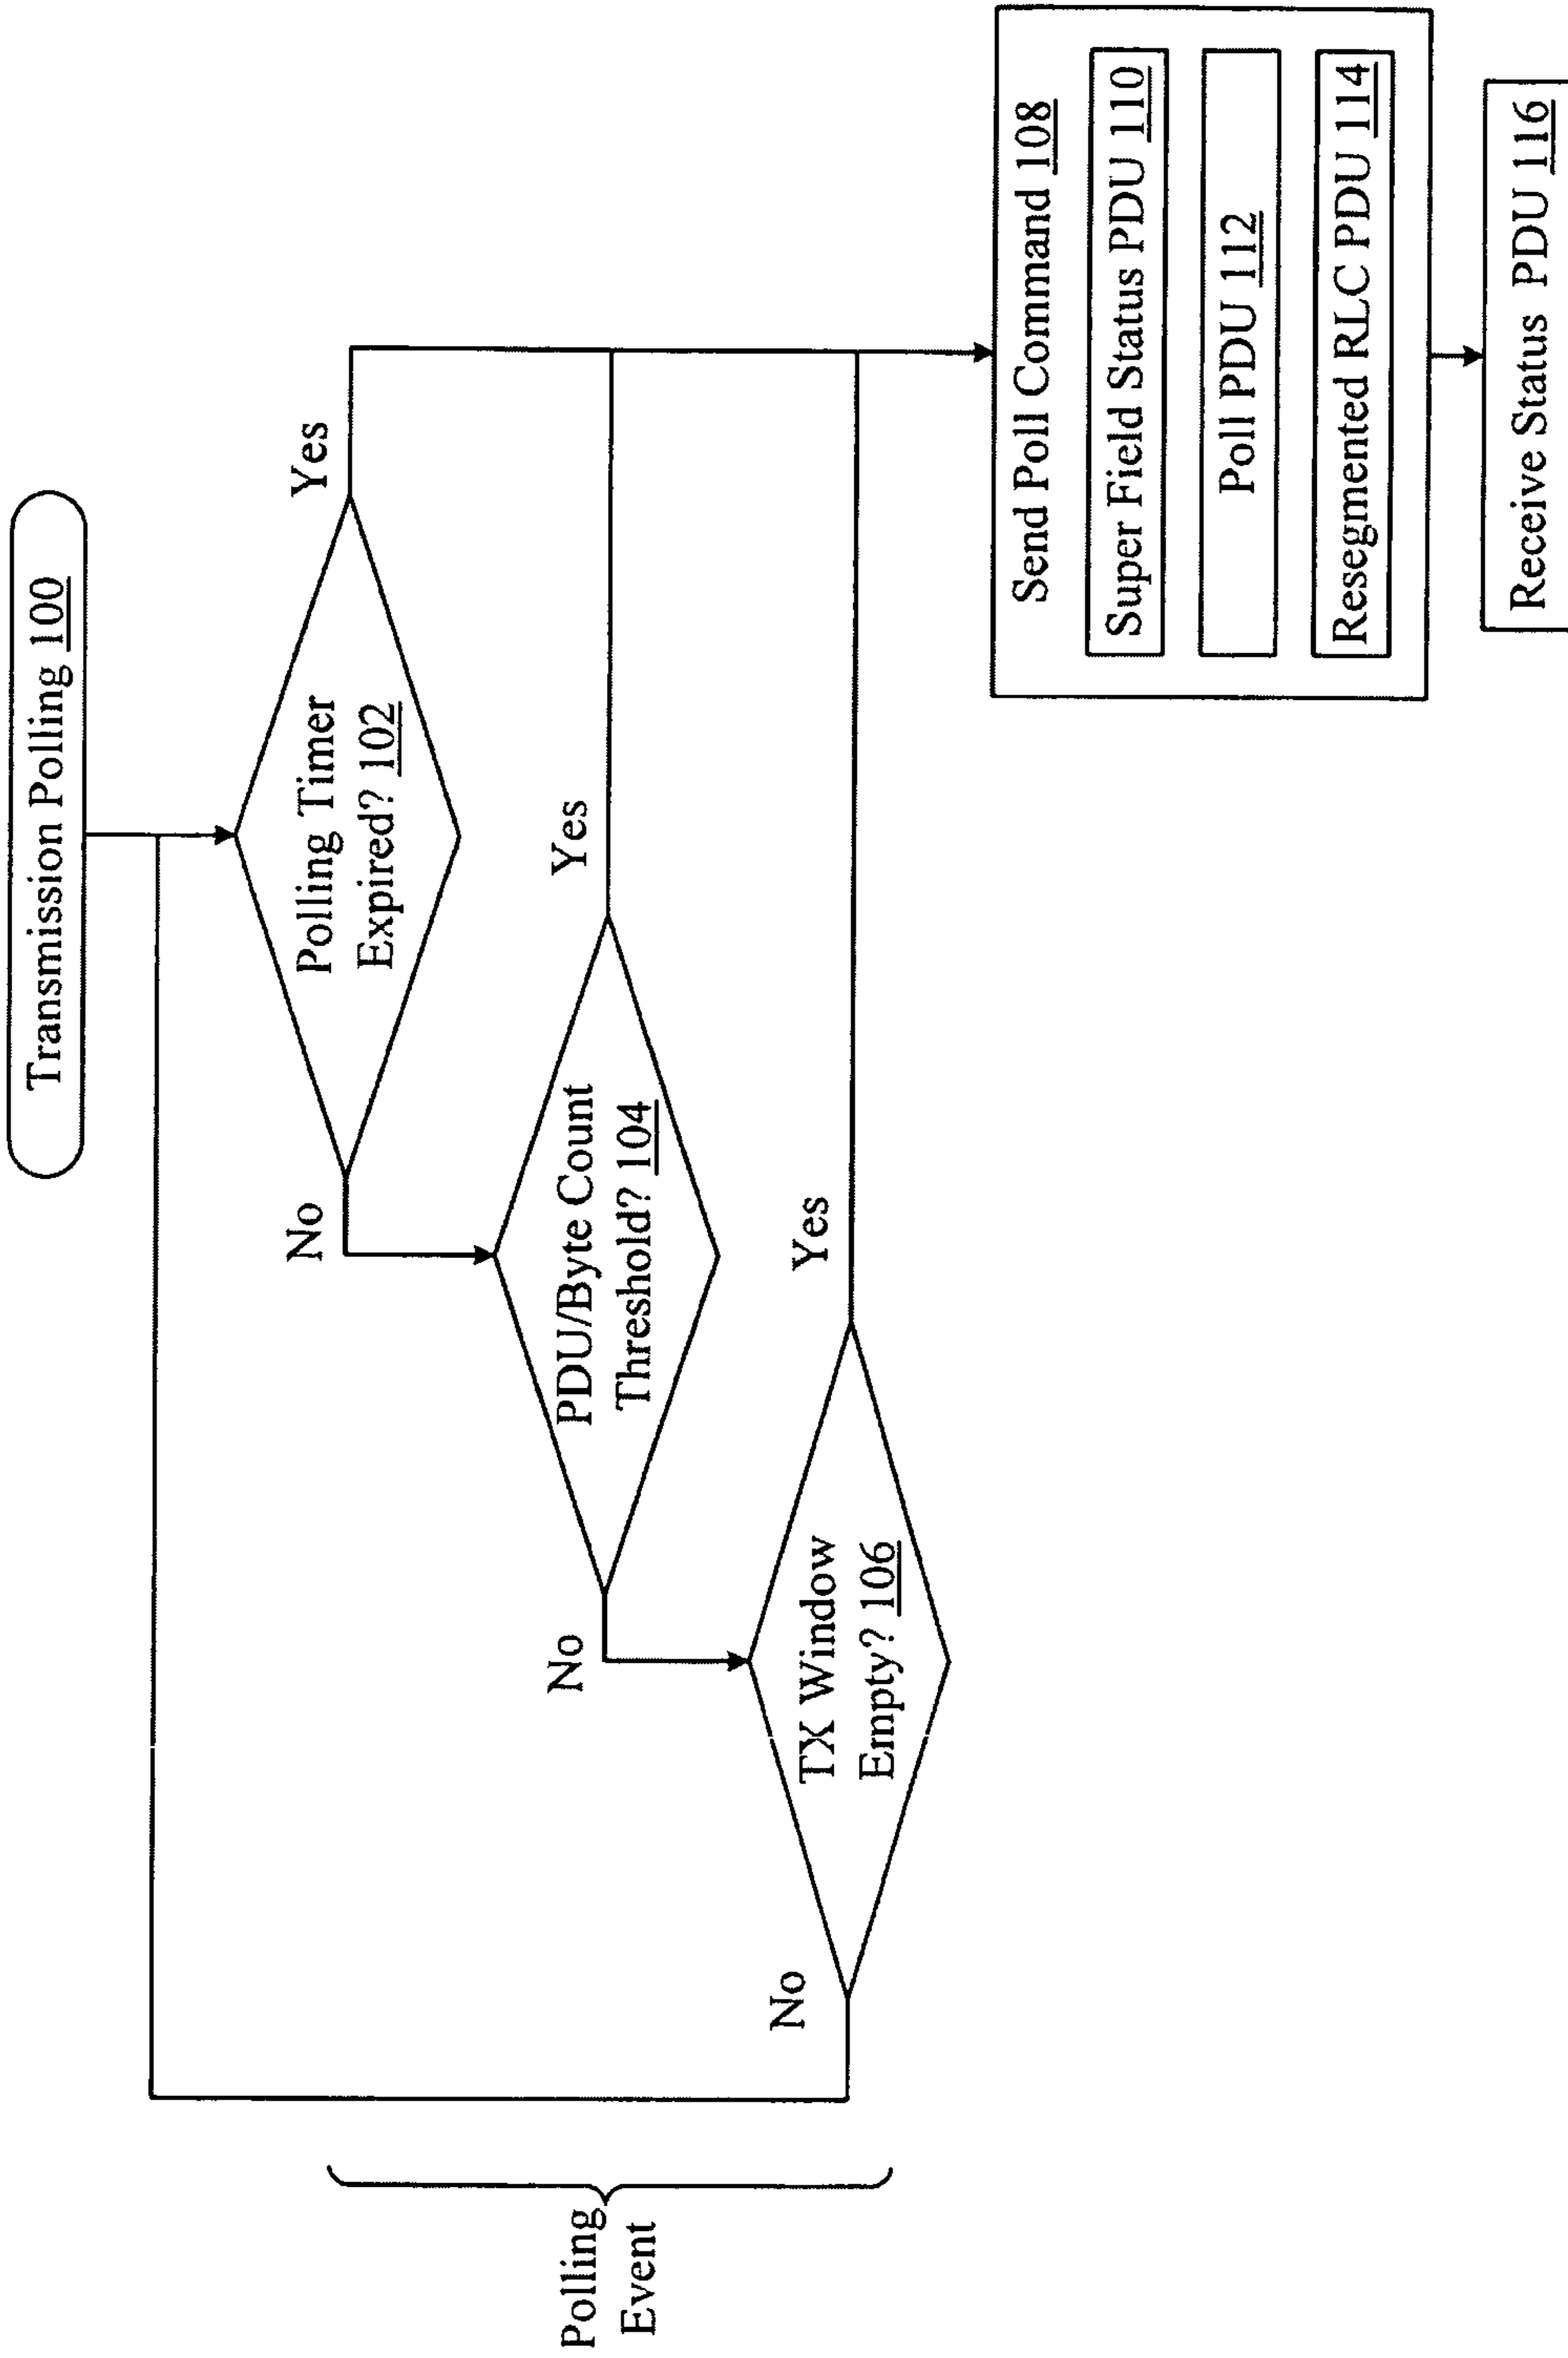 Transmission Polling 100
Polling Timer
Expired? 102
Yes
No
PDU/Byte Count
Threshold? 104
Yes
No
TX Window
Empty? 106
Yes
No
Polling
Event
Send Poll Command 108
Super Field Status PDU 110
Poll PDU 112
Resegmented RLC PDU 114
Receive Status PDU 116